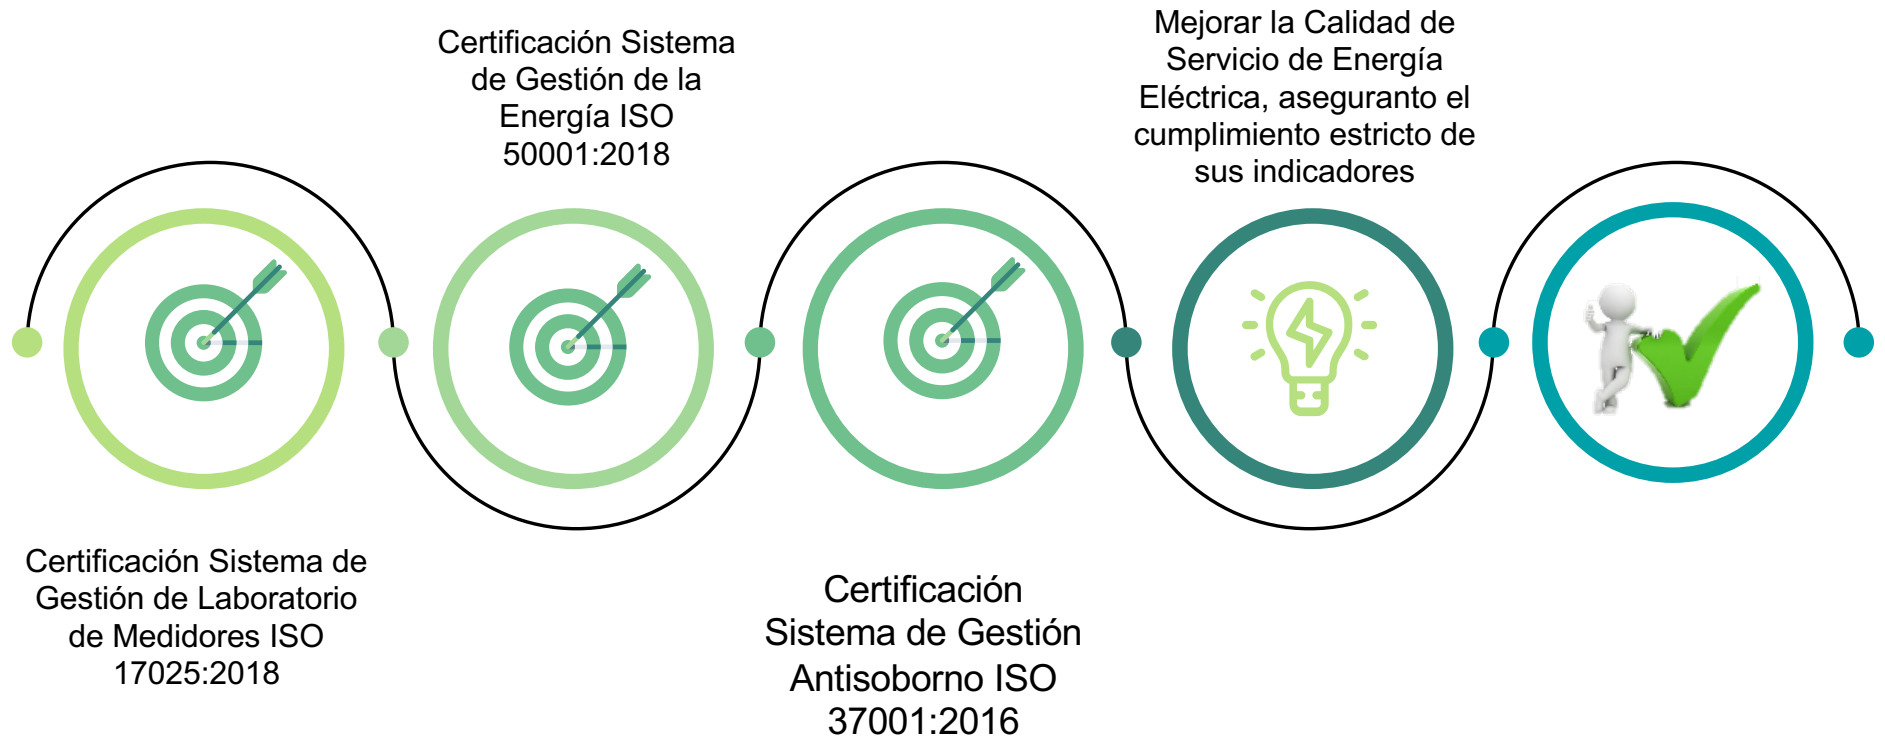 Certificación Sistema de
Gestión de Laboratorio
de Medidores ISO
17025:2018
Certificación Sistema
de Gestión de la
Energía ISO
50001:2018
Certificación
Sistema de Gestión
Antisoborno ISO
37001:2016
Mejorar la Calidad de
Servicio de Energía
Eléctrica, aseguranto el
cumplimiento estricto de
sus indicadores